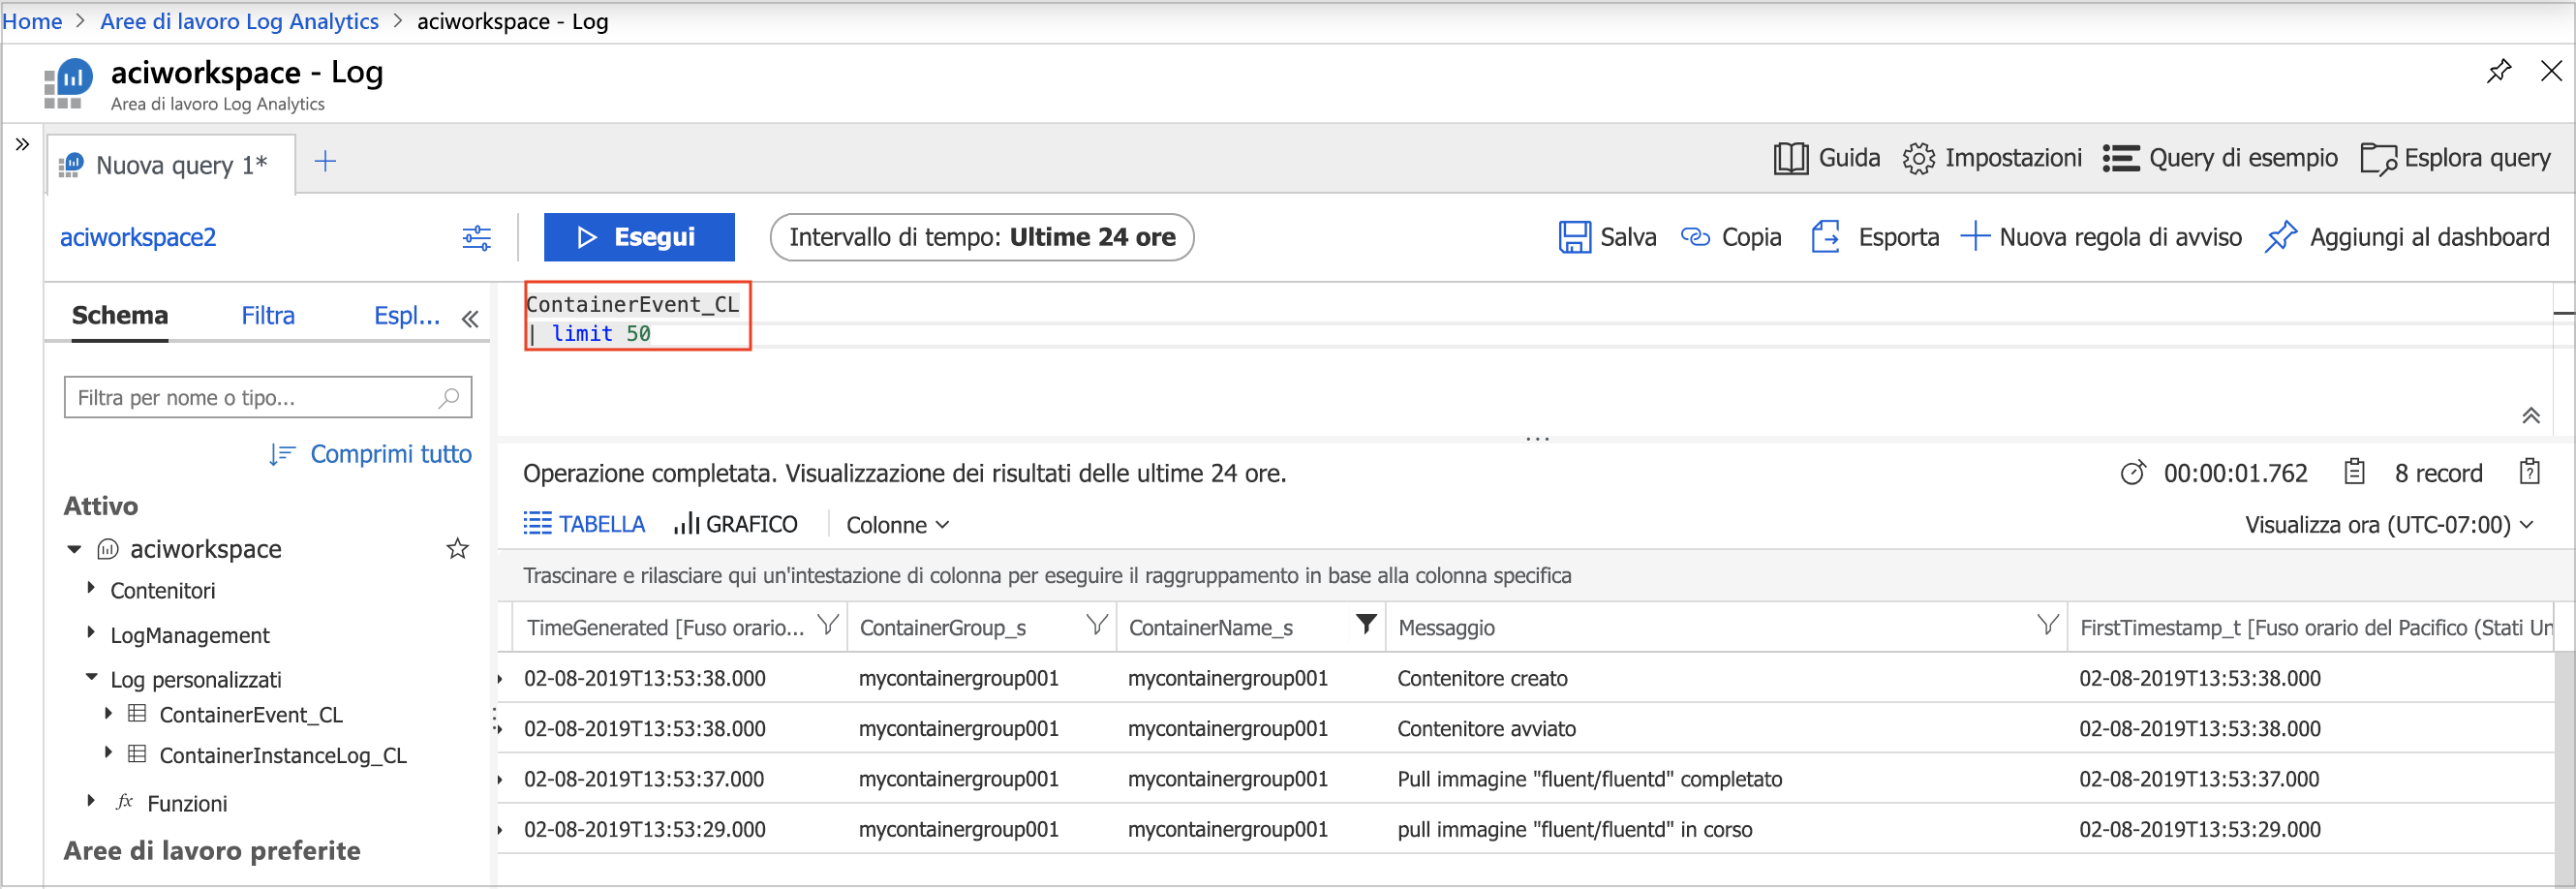 Home > Aree di lavoro Log Analytics > aciworkspace - Log
aciworkspace - Log
Area di lavoro Log Analytics
Nuova query 1*
Guida Impostazioni Query di esempio Esplora query
aciworkspace2
Esegui
Intervallo di tempo: Ultime 24 ore
Salva Copia Esporta Nuova regola di avviso Aggiungi al dashboard
Schema Filtra Espl...
ContainerEvent_CL
| limit 50
Filtra per nome o tipo...
Comprimi tutto
Attivo
aciworkspace
Contenitori
LogManagement
Log personalizzati
ContainerEvent_CL
ContainerInstanceLog_CL
fx Funzioni
Aree di lavoro preferite
Operazione completata. Visualizzazione dei risultati delle ultime 24 ore.
00:00:01.762 8 record
TABELLA GRAFICO Colonne
Visualizza ora (UTC-07:00)
Trascinare e rilasciare qui un'intestazione di colonna per eseguire il raggruppamento in base alla colonna specifica
TimeGenerated [Fuso orario... ContainerGroup_s ContainerName_s Messaggio FirstTimestamp_t [Fuso orario del Pacifico (Stati Un
02-08-2019T13:53:38.000 mycontainergroup001 mycontainergroup001 Contenitore creato 02-08-2019T13:53:38.000
02-08-2019T13:53:38.000 mycontainergroup001 mycontainergroup001 Contenitore avviato 02-08-2019T13:53:38.000
02-08-2019T13:53:37.000 mycontainergroup001 mycontainergroup001 Pull immagine "fluent/fluentd" completato 02-08-2019T13:53:37.000
02-08-2019T13:53:29.000 mycontainergroup001 mycontainergroup001 pull immagine "fluent/fluentd" in corso 02-08-2019T13:53:29.000